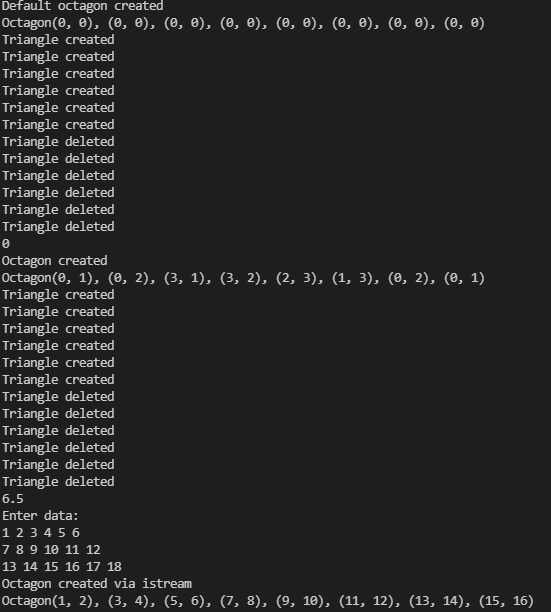 Default octagon created
Octagon(0, 0), (0, 0), (0, 0), (0, 0), (0, 0), (0, 0), (0, 0), (0, 0)
Triangle created
Triangle created
Triangle created
Triangle created
Triangle created
Triangle created
Triangle deleted
Triangle deleted
Triangle deleted
Triangle deleted
Triangle deleted
Triangle deleted
0
Octagon created
Octagon(0, 1), (0, 2), (3, 1), (3, 2), (2, 3), (1, 3), (0, 2), (0, 1)
Triangle created
Triangle created
Triangle created
Triangle created
Triangle created
Triangle created
Triangle deleted
Triangle deleted
Triangle deleted
Triangle deleted
Triangle deleted
Triangle deleted
6.5
Enter data:
1 2 3 4 5 6
7 8 9 10 11 12
13 14 15 16 17 18
Octagon created via istream
Octagon(1, 2), (3, 4), (5, 6), (7, 8), (9, 10), (11, 12), (13, 14), (15, 16)